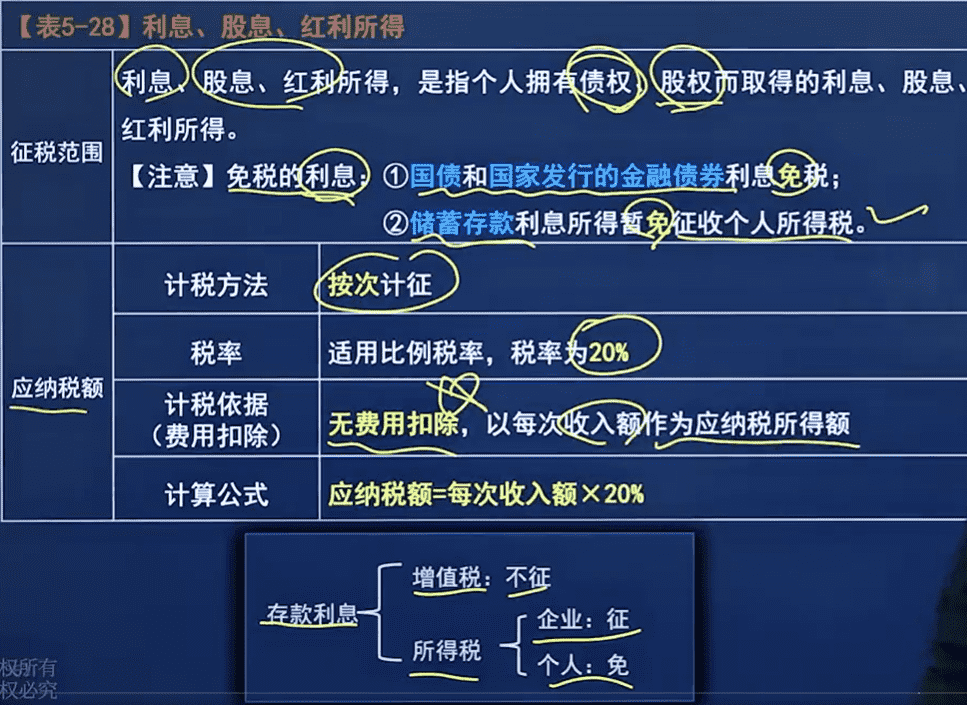 【表5-28】利息、股息、红利所得
征税范围
利息、股息、红利所得，是指个人拥有债权、股权而取得的利息、股息、
红利所得。
【注意】免税的利息：①国债和国家发行的金融债券利息免税；
②储蓄存款利息所得暂免征收个人所得税。
应纳税额
计税方法
按次计征
税率
适用比例税率，税率为20%
计税依据
（费用扣除）
无费用扣除，以每次收入额作为应纳税所得额
计算公式
应纳税额=每次收入额×20%
存款利息
增值税：不征
所得税
企业：征
个人：免
权所有
权必究